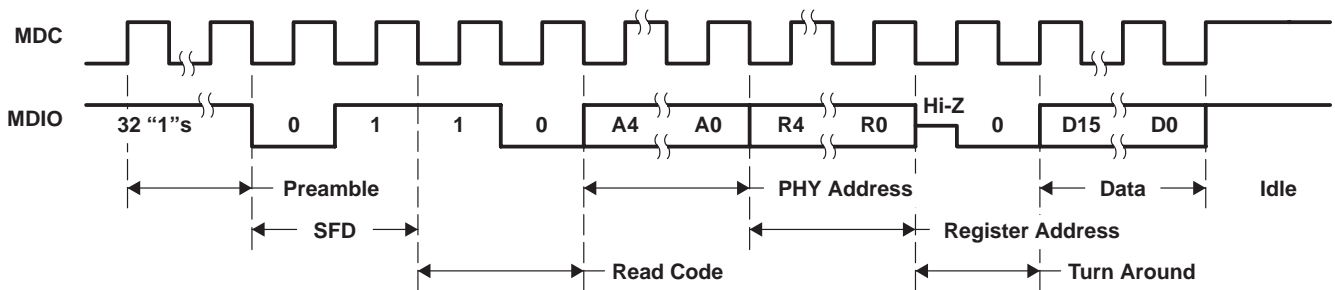 MDC
MDIO
32 “1”s 0 1 1 0 A4 A0 R4 R0 Hi-Z 0 D15 D0
Preamble PHY Address Data Idle
SFD Register Address
Read Code Turn Around